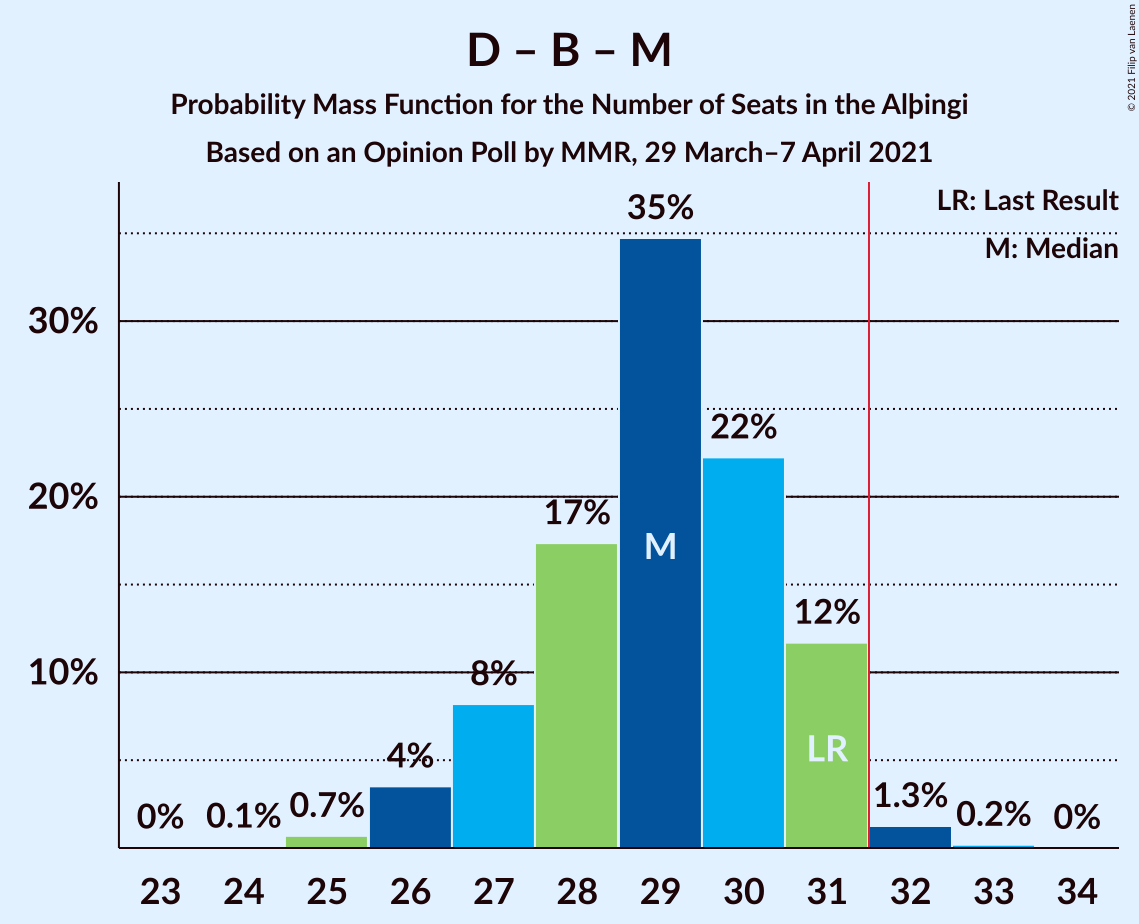 D – B – M
Probability Mass Function for the Number of Seats in the Alþingi
Based on an Opinion Poll by MMR, 29 March–7 April 2021
© 2021 Filip van Laenen
LR: Last Result
M: Median
30%
20%
10%
0%
0.1%
0.7%
4%
8%
17%
35%
22%
12%
1.3%
0.2%
0%
M
LR
23 24 25 26 27 28 29 30 31 32 33 34